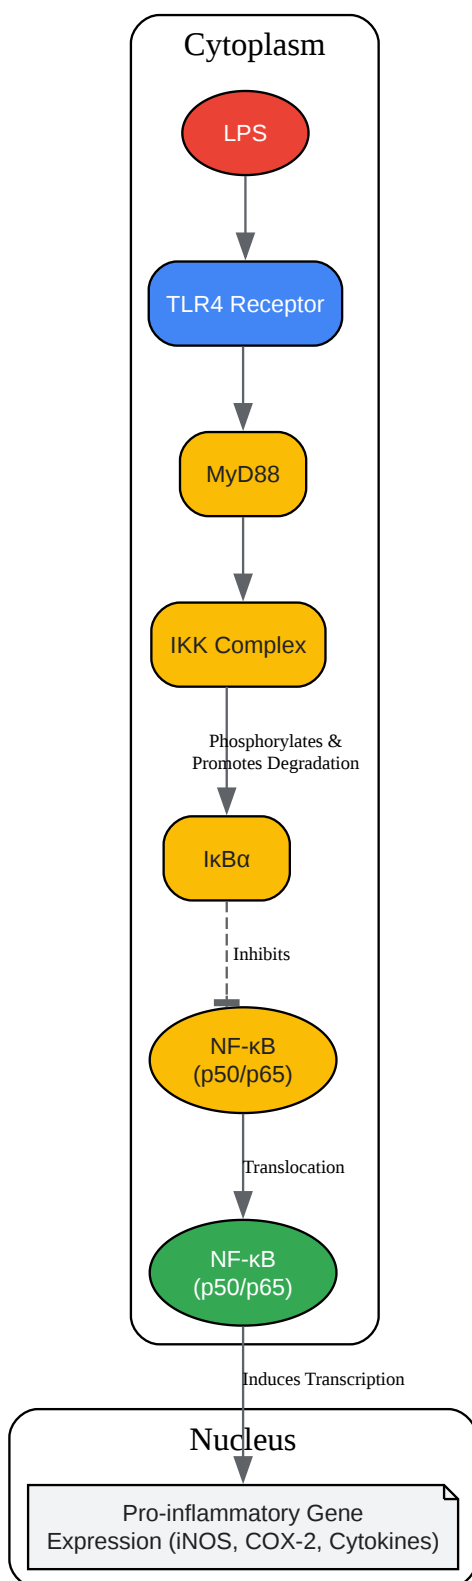 Cytoplasm
LPS
TLR4 Receptor
MyD88
IKK Complex
Phosphorylates &
Promotes Degradation
IκBα
Inhibits
NF-κB
(p50/p65)
Translocation
NF-κB
(p50/p65)
Induces Transcription
Nucleus
Pro-inflammatory Gene
Expression (iNOS, COX-2, Cytokines)